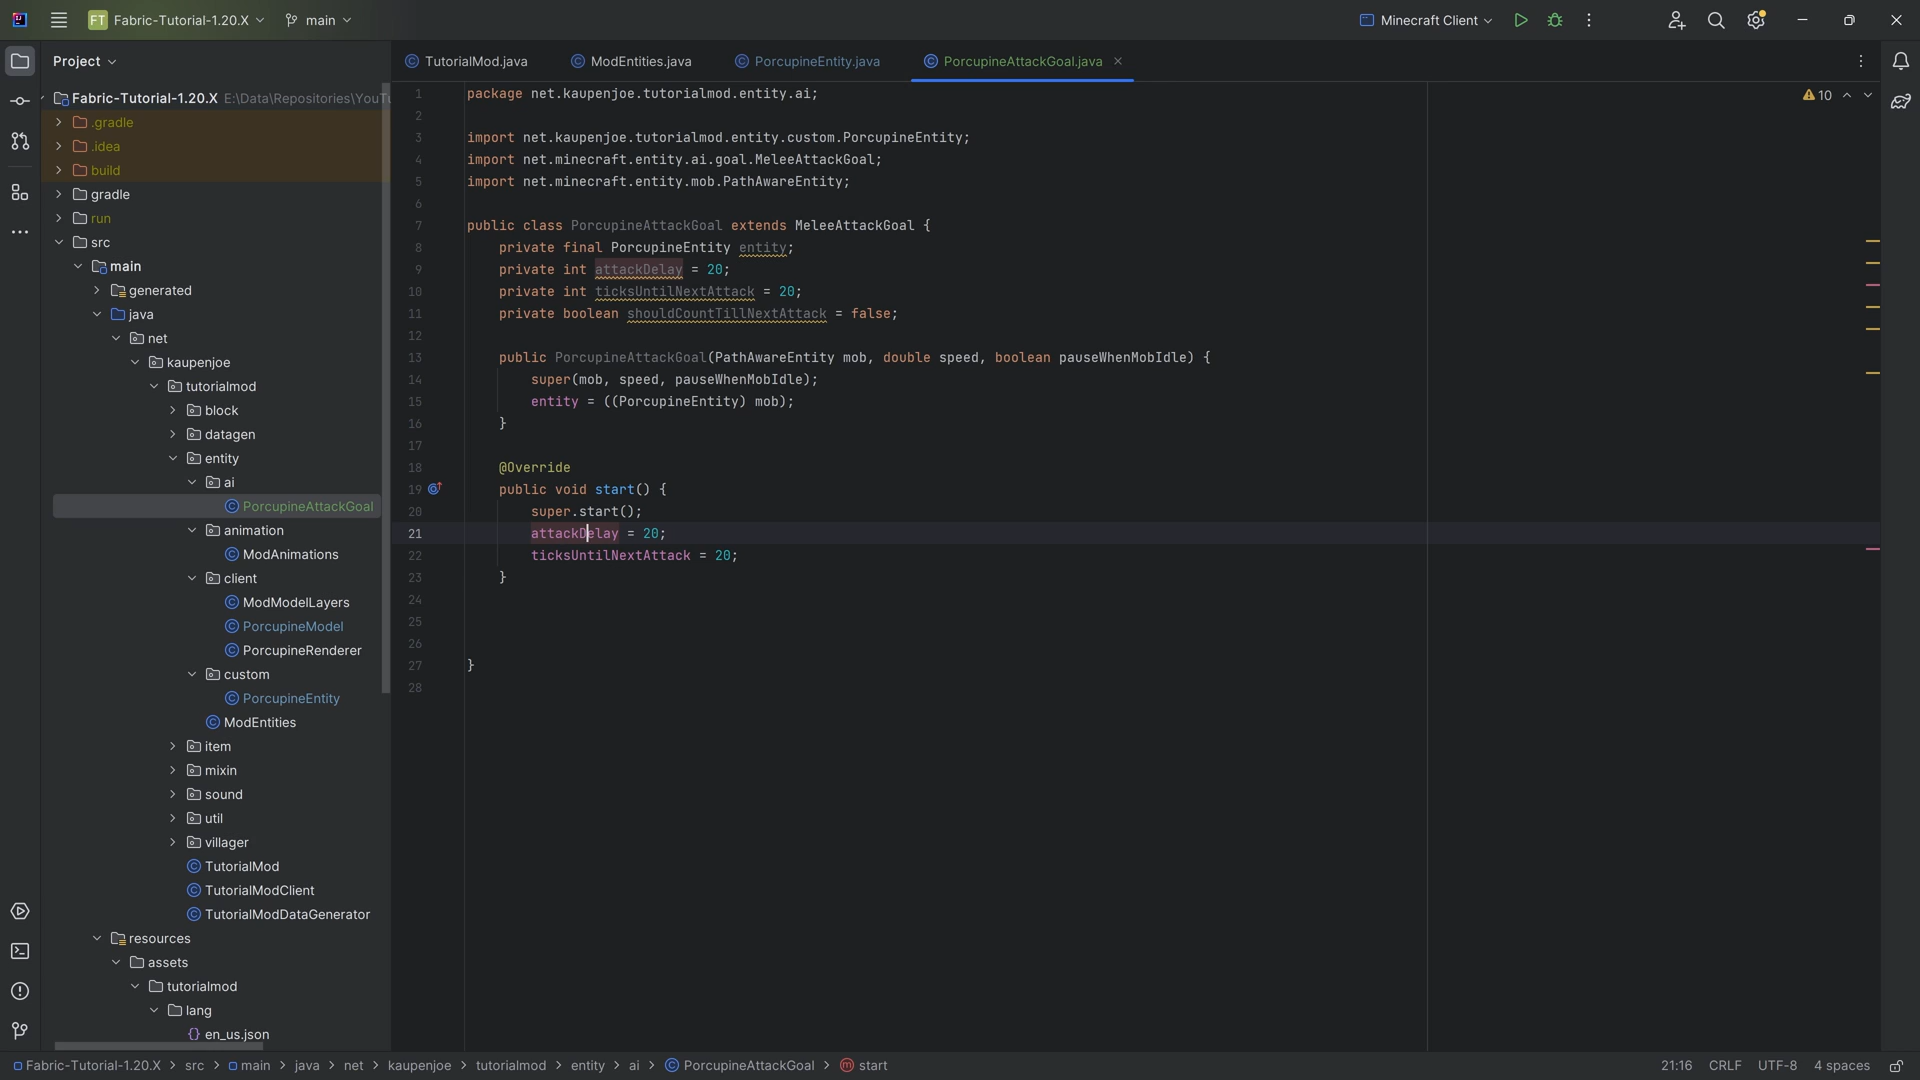 FT Fabric-Tutorial-1.20.X main Minecraft Client
Project
TutorialMod.java ModEntities.java PorcupineEntity.java PorcupineAttackGoal.java
Fabric-Tutorial-1.20.X E:\Data\Repositories\YouTu
.gradle
.idea
build
gradle
run
src
main
generated
java
net
kaupenjoe
tutorialmod
block
datagen
entity
ai
PorcupineAttackGoal
animation
ModAnimations
client
ModModelLayers
PorcupineModel
PorcupineRenderer
custom
PorcupineEntity
ModEntities
item
mixin
sound
util
villager
TutorialMod
TutorialModClient
TutorialModDataGenerator
resources
assets
tutorialmod
lang
{} en_us.json
10
1 package net.kaupenjoe.tutorialmod.entity.ai;
2
3 import net.kaupenjoe.tutorialmod.entity.custom.PorcupineEntity;
4 import net.minecraft.entity.ai.goal.MeleeAttackGoal;
5 import net.minecraft.entity.mob.PathAwareEntity;
6
7 public class PorcupineAttackGoal extends MeleeAttackGoal {
8 private final PorcupineEntity entity;
9 private int attackDelay = 20;
10 private int ticksUntilNextAttack = 20;
11 private boolean shouldCountTillNextAttack = false;
12
13 public PorcupineAttackGoal(PathAwareEntity mob, double speed, boolean pauseWhenMobIdle) {
14 super(mob, speed, pauseWhenMobIdle);
15 entity = ((PorcupineEntity) mob);
16 }
17
18 @Override
19 public void start() {
20 super.start();
21 attackDelay = 20;
22 ticksUntilNextAttack = 20;
23 }
24
25
26
27 }
28
Fabric-Tutorial-1.20.X > src > main > java > net > kaupenjoe > tutorialmod > entity > ai > PorcupineAttackGoal > start 21:16 CRLF UTF-8 4 spaces